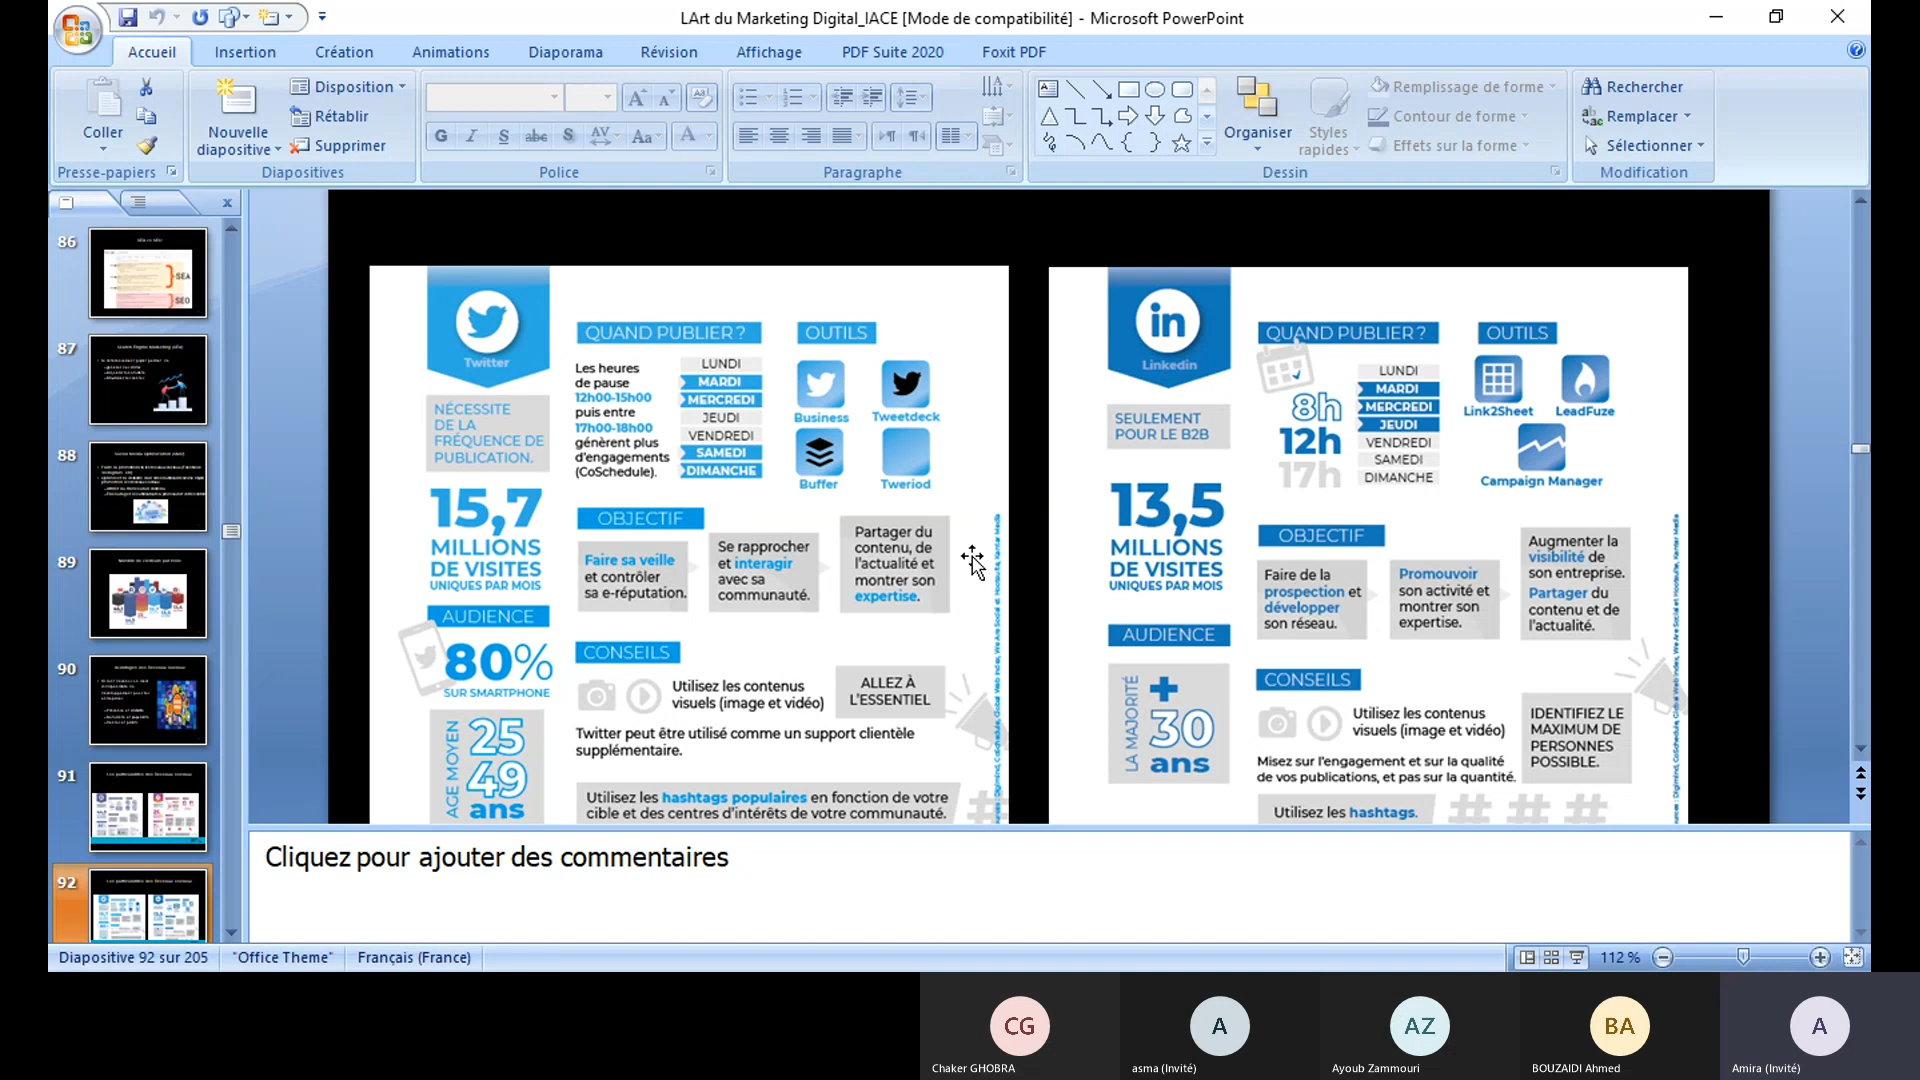 LArt du Marketing Digital_IACE [Mode de compatibilité] - Microsoft PowerPoint
Accueil
Insertion
Création
Animations
Diaporama
Révision
Affichage
PDF Suite 2020
Foxit PDF
Coller
Presse-papiers
Nouvelle
diapositive
Disposition
Rétablir
Supprimer
Diapositives
G I S abc S AV Aa A
Police
Paragraphe
Organiser
Styles
rapides
Remplissage de forme
Contour de forme
Effets sur la forme
Dessin
Rechercher
Remplacer
Sélectionner
Modification
86
SEA
SEO
87
88
89
90
91
92
Twitter
NÉCESSITE
DE LA
FRÉQUENCE DE
PUBLICATION.
15,7
MILLIONS
DE VISITES
UNIQUES PAR MOIS
AUDIENCE
80%
SUR SMARTPHONE
AGE MOYEN
25
49
ans
QUAND PUBLIER ?
Les heures
de pause
12h00-15h00
puis entre
17h00-18h00
génèrent plus
d'engagements
(CoSchedule).
LUNDI
MARDI
MERCREDI
JEUDI
VENDREDI
SAMEDI
DIMANCHE
OUTILS
Business
Tweetdeck
Buffer
Tweriod
OBJECTIF
Faire sa veille
et contrôler
sa e-réputation.
Se rapprocher
et interagir
avec sa
communauté.
Partager du
contenu, de
l'actualité et
montrer son
expertise.
CONSEILS
Utilisez les contenus
visuels (image et vidéo)
ALLEZ À
L'ESSENTIEL
Twitter peut être utilisé comme un support clientèle
supplémentaire.
Utilisez les hashtags populaires en fonction de votre
cible et des centres d'intérêts de votre communauté.
#
in
Linkedin
SEULEMENT
POUR LE B2B
13,5
MILLIONS
DE VISITES
UNIQUES PAR MOIS
AUDIENCE
LA MAJORITÉ
+
30
ans
QUAND PUBLIER ?
8h
12h
17h
LUNDI
MARDI
MERCREDI
JEUDI
VENDREDI
SAMEDI
DIMANCHE
OUTILS
Link2Sheet
LeadFuze
Campaign Manager
OBJECTIF
Faire de la
prospection et
développer
son réseau.
Promouvoir
son activité et
montrer son
expertise.
Augmenter la
visibilité de
son entreprise.
Partager du
contenu et de
l'actualité.
CONSEILS
Utilisez les contenus
visuels (image et vidéo)
IDENTIFIEZ LE
MAXIMUM DE
PERSONNES
POSSIBLE.
Misez sur l'engagement et sur la qualité
de vos publications, et pas sur la quantité.
Utilisez les hashtags.
# # #
Cliquez pour ajouter des commentaires
Diapositive 92 sur 205
"Office Theme"
Français (France)
112 %
CG
Chaker GHOBRA
A
asma (Invité)
AZ
Ayoub Zammouri
BA
BOUZAIDI Ahmed
A
Amira (Invité)